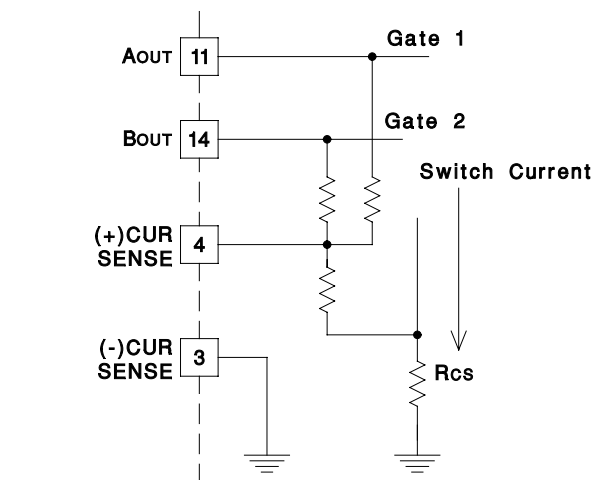 Gate 1
AOUT 11
Gate 2
BOUT 14
Switch Current
(+)CUR
SENSE
4
(-)CUR
SENSE
3
Rcs